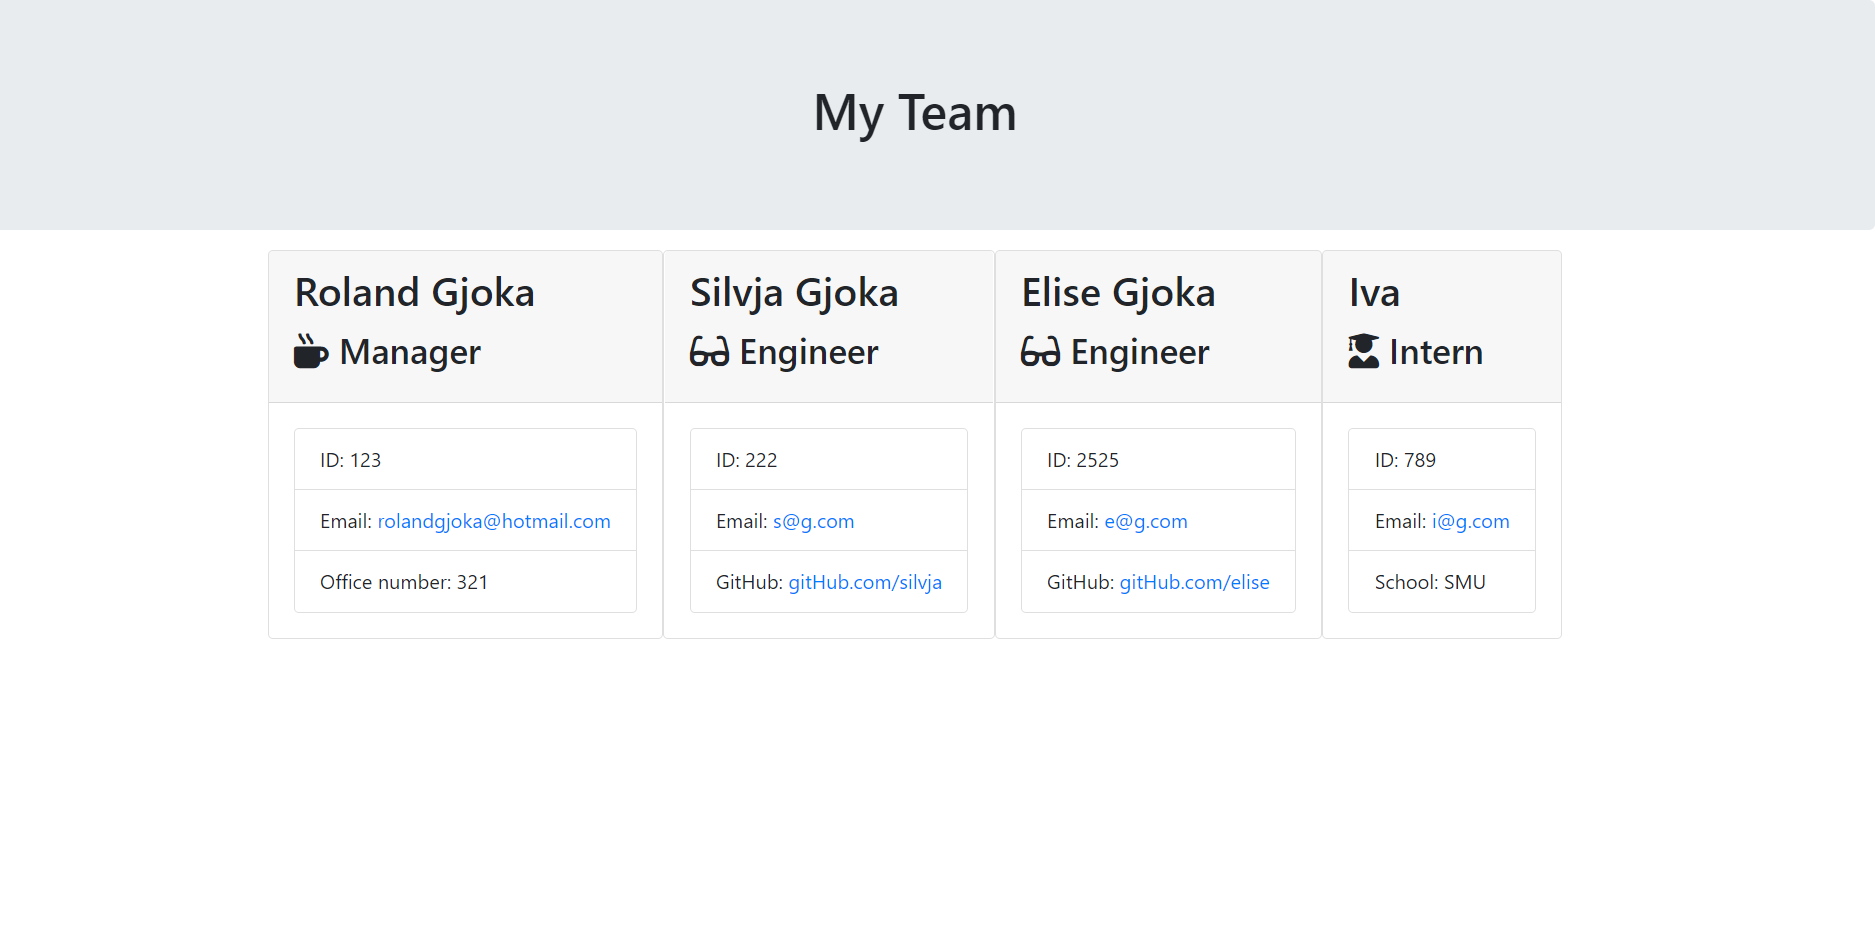 My Team
Roland Gjoka
Manager
ID: 123
Email: rolandgjoka@hotmail.com
Office number: 321
Silvja Gjoka
Engineer
ID: 222
Email: s@g.com
GitHub: gitHub.com/silvja
Elise Gjoka
Engineer
ID: 2525
Email: e@g.com
GitHub: gitHub.com/elise
Iva
Intern
ID: 789
Email: i@g.com
School: SMU